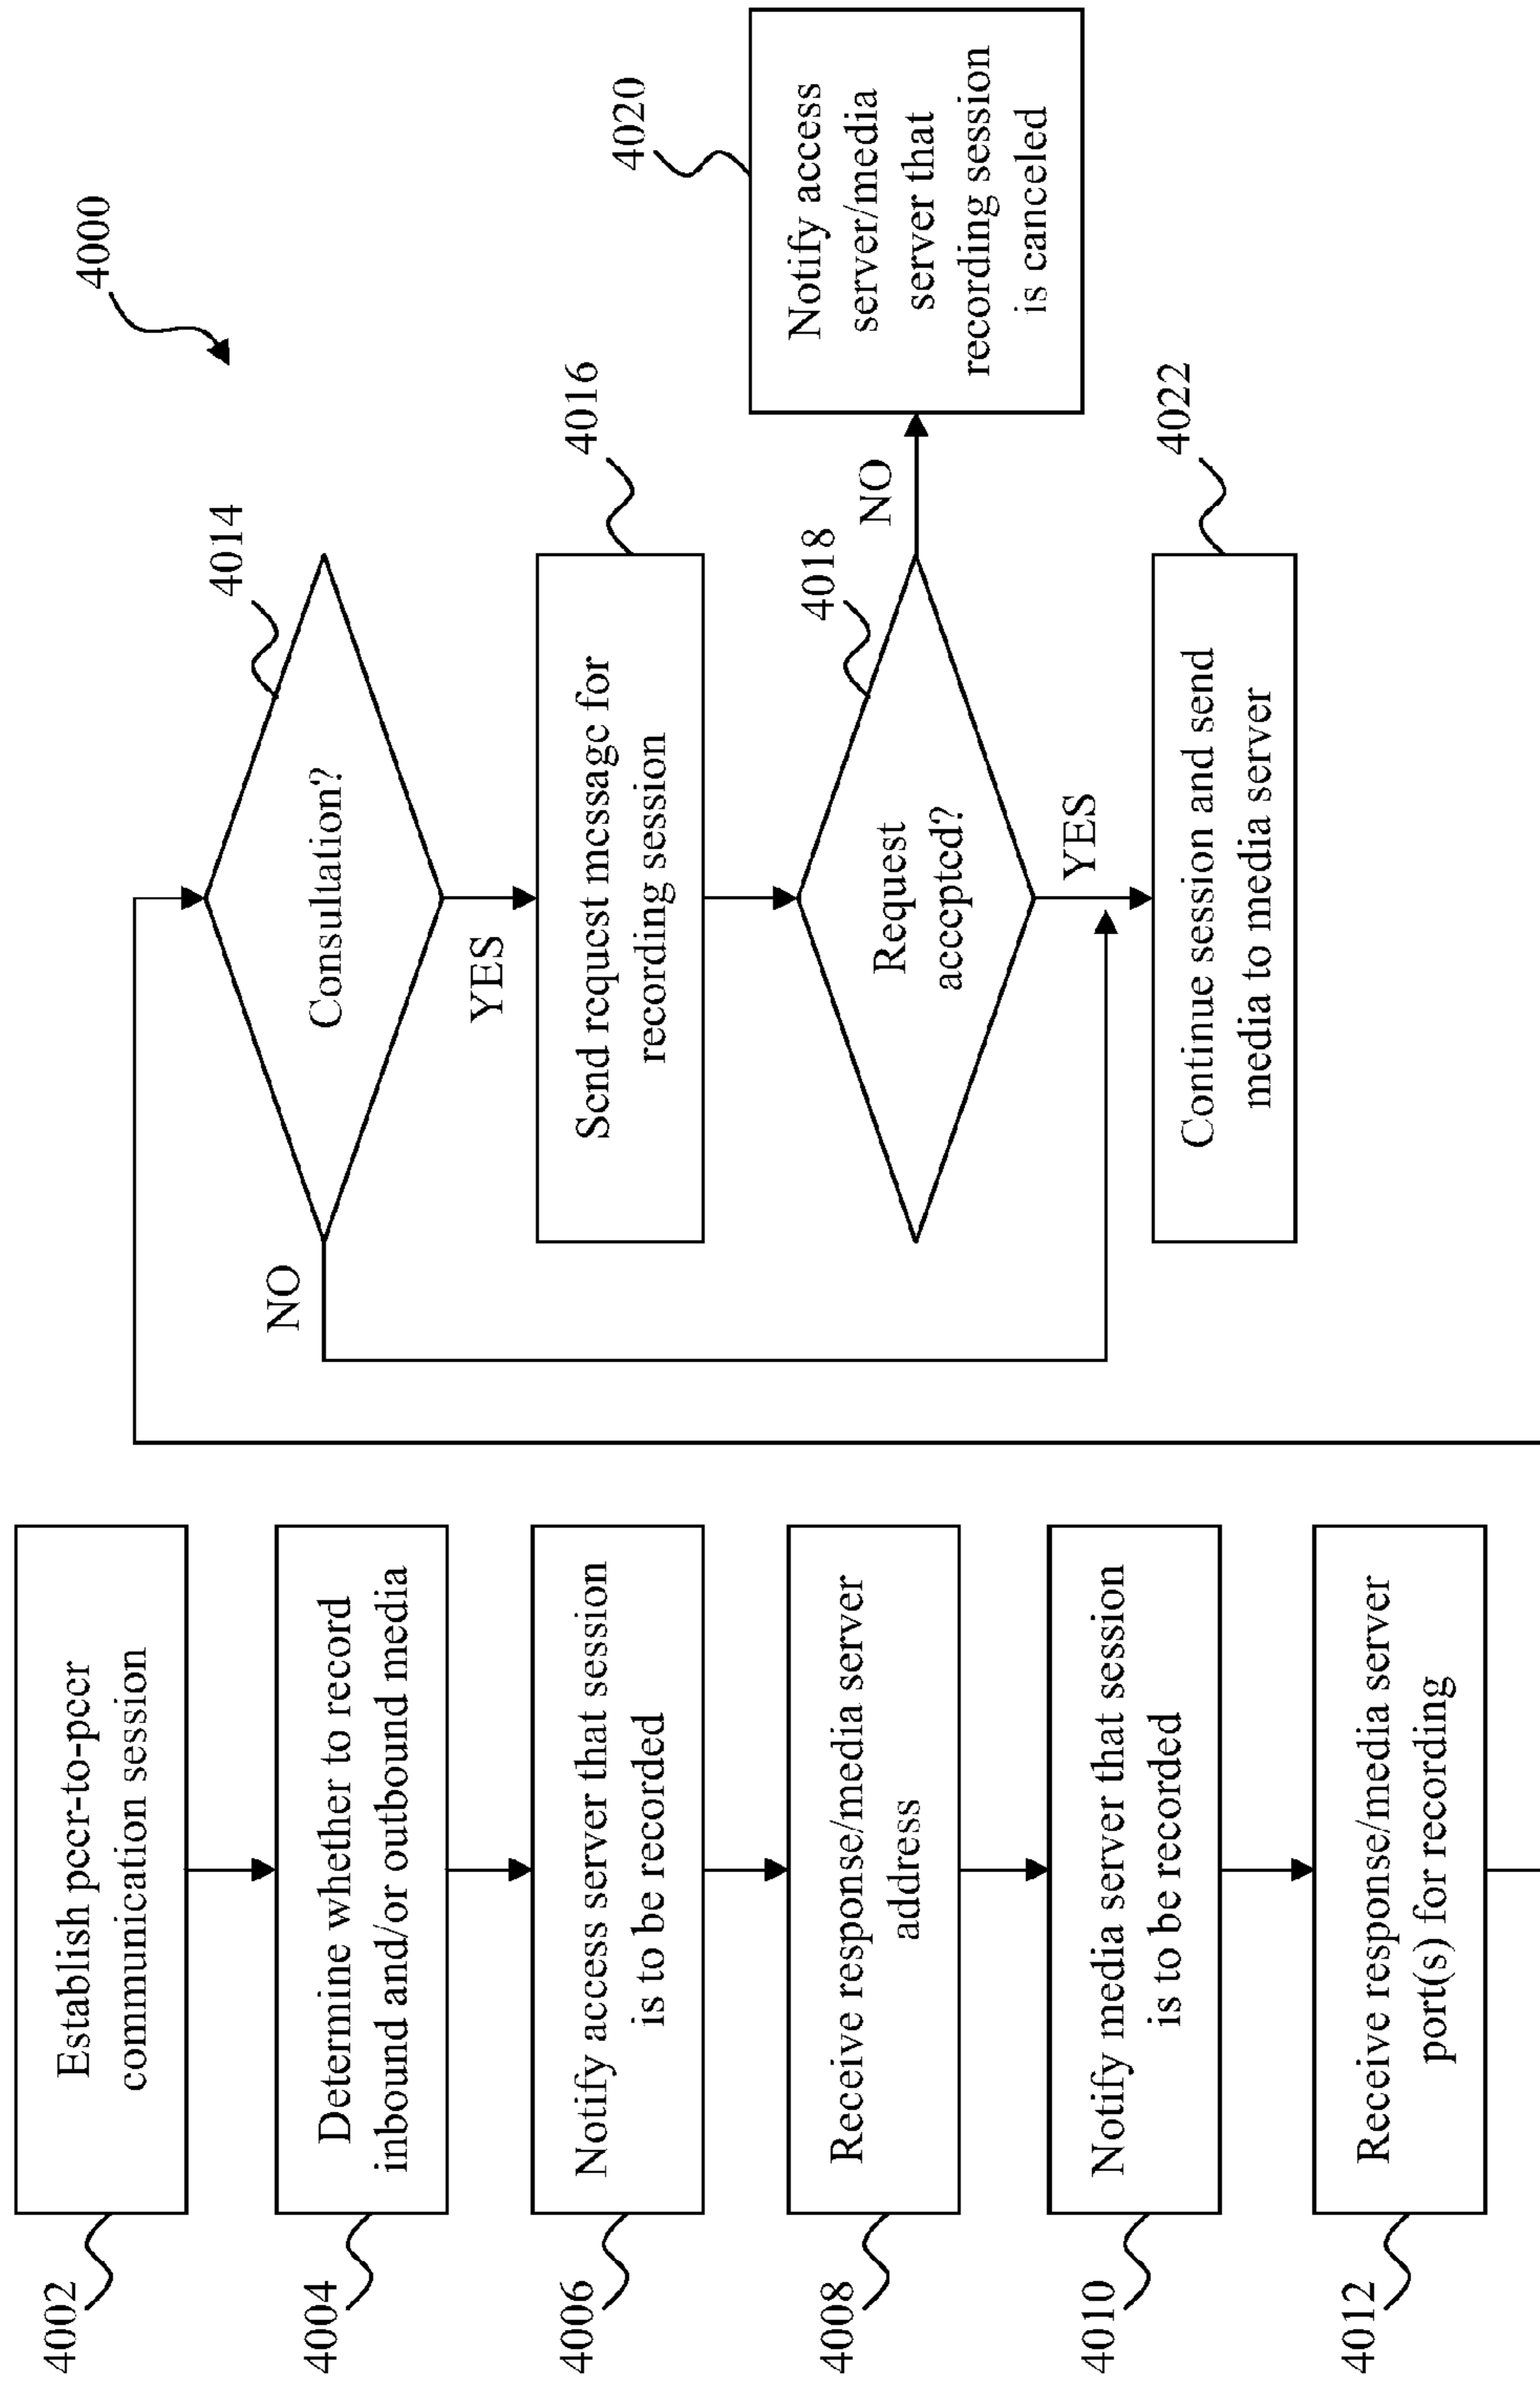 4000
4002
Establish peer-to-peer
communication session
4004
Determine whether to record
inbound and/or outbound media
4006
Notify access server that session
is to be recorded
4008
Receive response/media server
address
4010
Notify media server that session
is to be recorded
4012
Receive response/media server
port(s) for recording
4014
Consultation?
NO
YES
4016
Send request message for
recording session
4018
Request
accepted?
NO
YES
4020
Notify access
server/media
server that
recording session
is canceled
4022
Continue session and send
media to media server